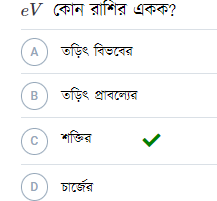 eV কোন রাশির একক?
A তড়িৎ বিভবের
B তড়িৎ প্রাবল্যের
C শক্তির
D চার্জের